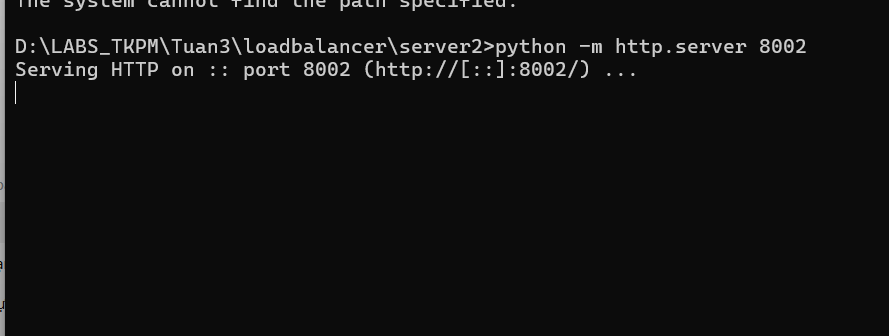 The system cannot find the path specified.
D:\LABS_TKPM\Tuan3\loadbalancer\server2>python -m http.server 8002
Serving HTTP on :: port 8002 (http://[::]:8002/) ...